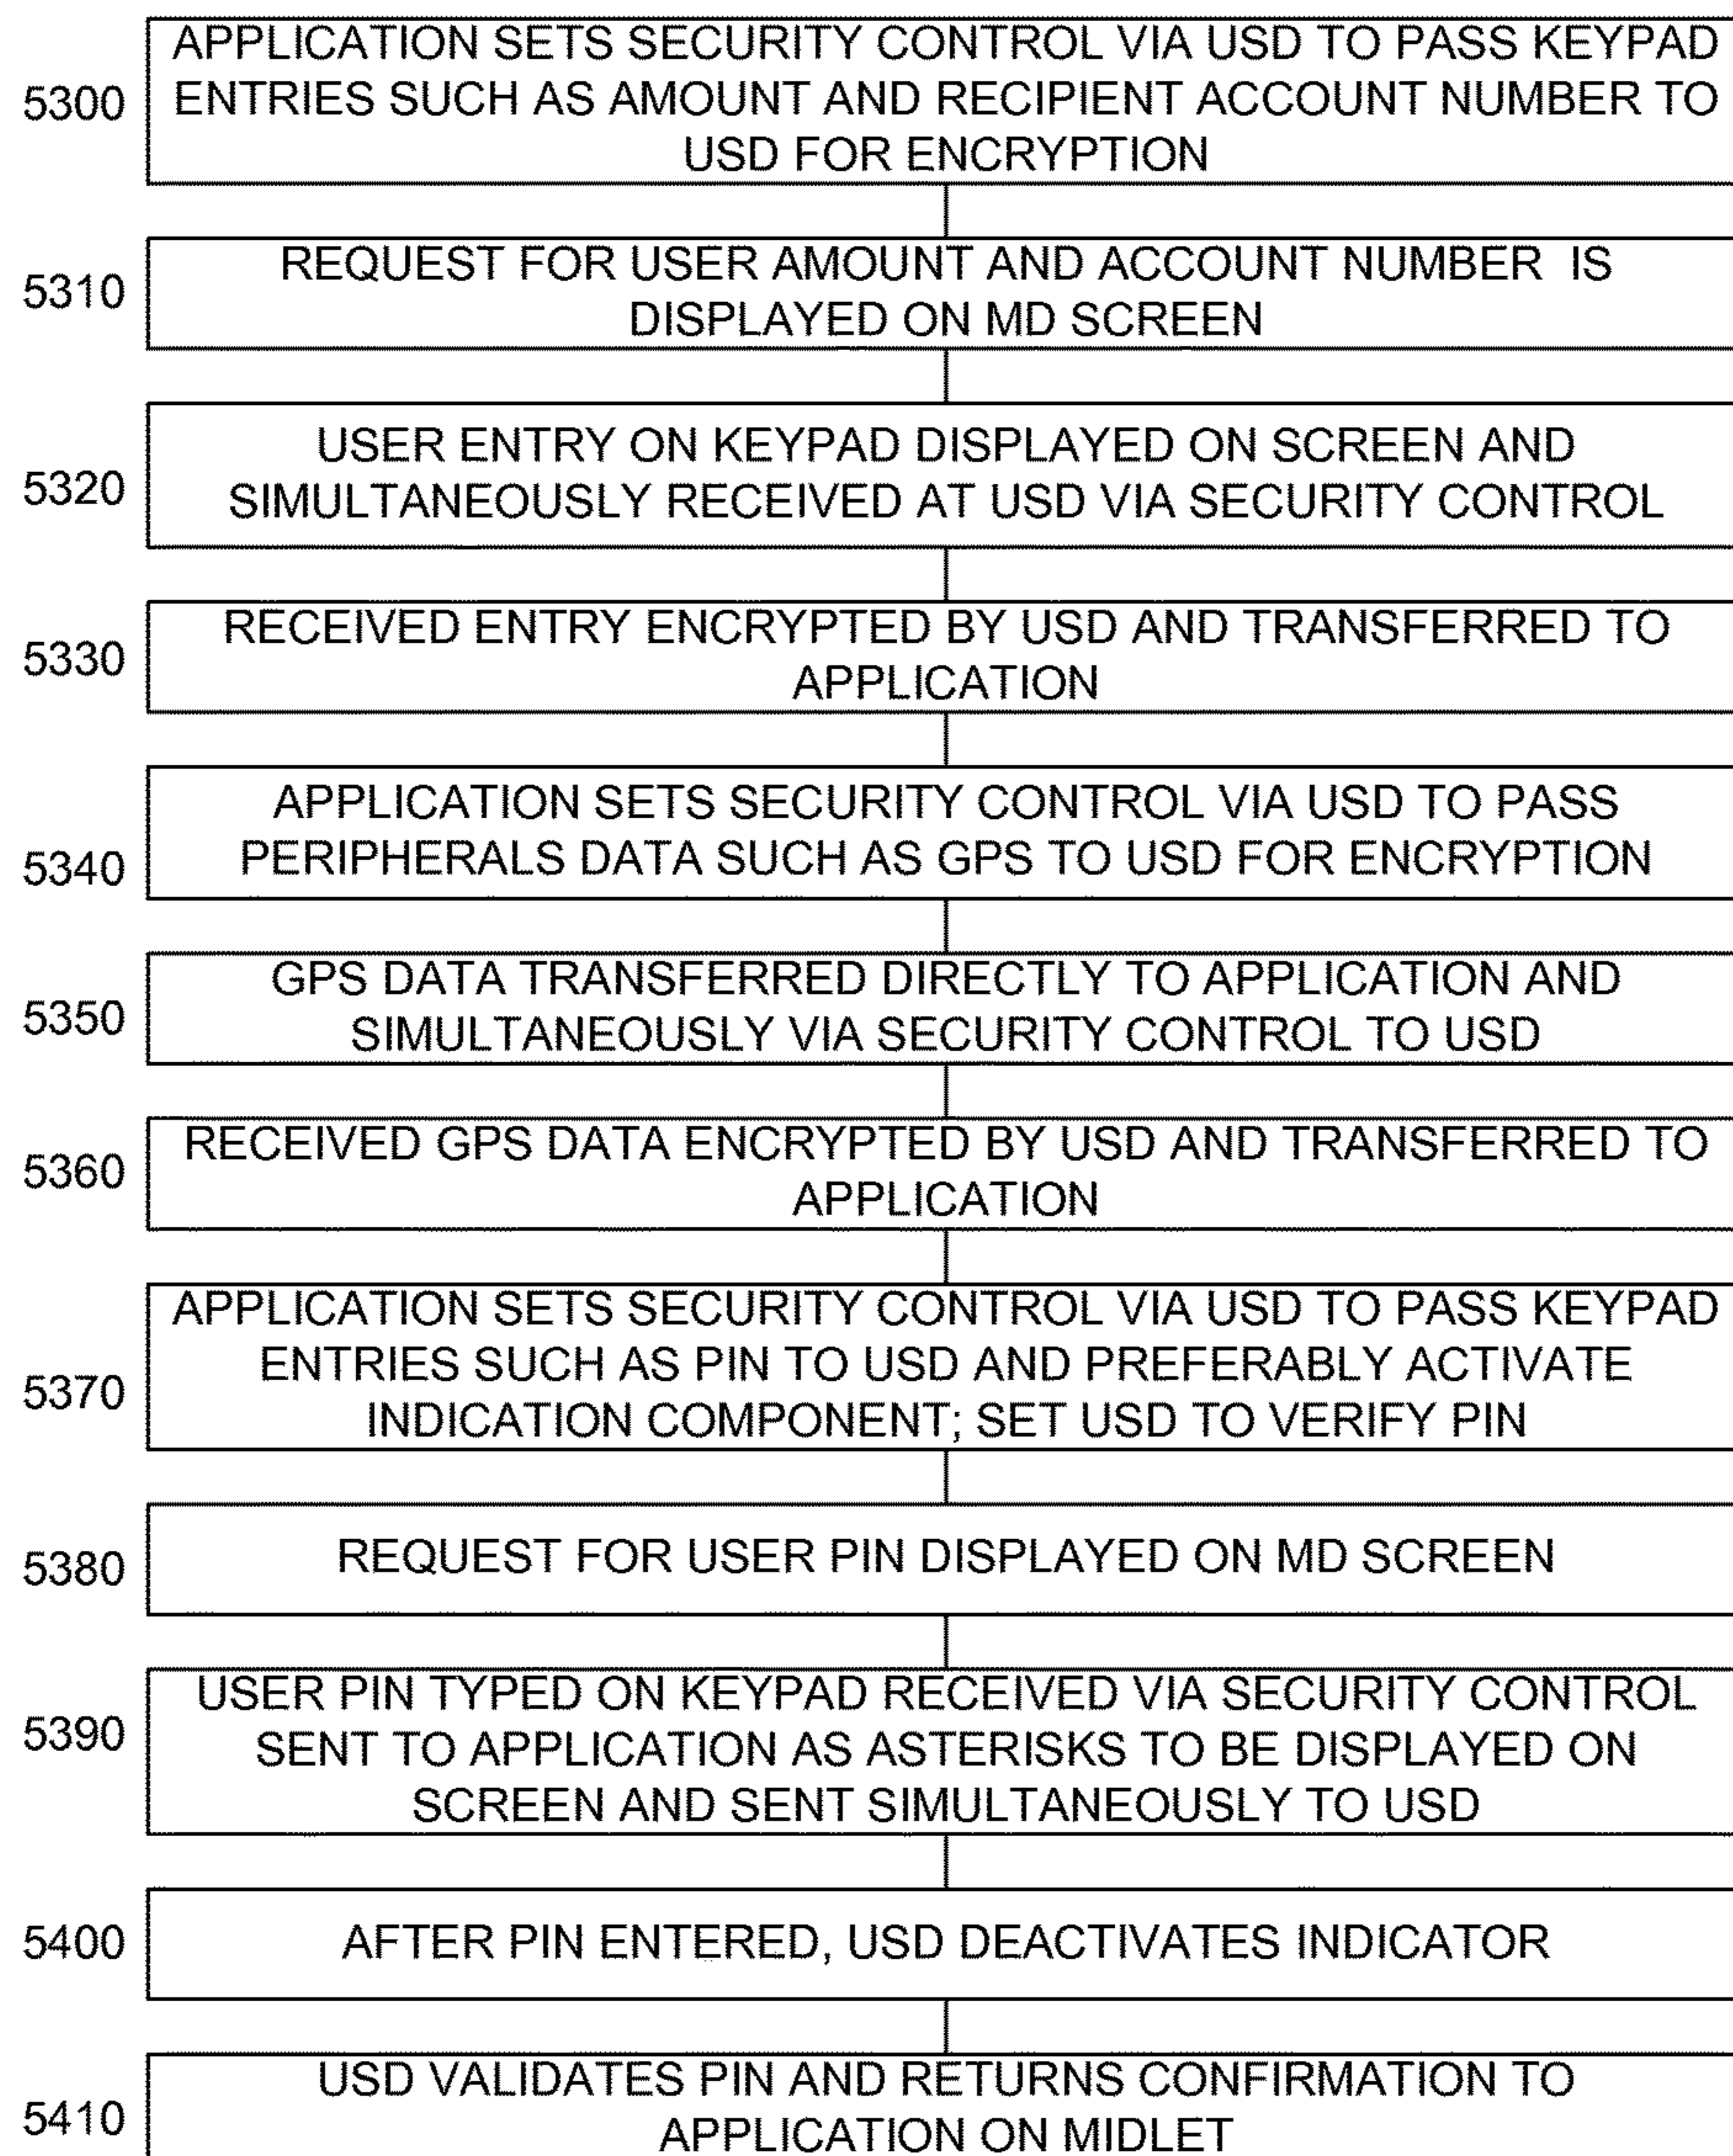 5300
APPLICATION SETS SECURITY CONTROL VIA USD TO PASS KEYPAD
ENTRIES SUCH AS AMOUNT AND RECIPIENT ACCOUNT NUMBER TO
USD FOR ENCRYPTION
5310
REQUEST FOR USER AMOUNT AND ACCOUNT NUMBER IS
DISPLAYED ON MD SCREEN
5320
USER ENTRY ON KEYPAD DISPLAYED ON SCREEN AND
SIMULTANEOUSLY RECEIVED AT USD VIA SECURITY CONTROL
5330
RECEIVED ENTRY ENCRYPTED BY USD AND TRANSFERRED TO
APPLICATION
5340
APPLICATION SETS SECURITY CONTROL VIA USD TO PASS
PERIPHERALS DATA SUCH AS GPS TO USD FOR ENCRYPTION
5350
GPS DATA TRANSFERRED DIRECTLY TO APPLICATION AND
SIMULTANEOUSLY VIA SECURITY CONTROL TO USD
5360
RECEIVED GPS DATA ENCRYPTED BY USD AND TRANSFERRED TO
APPLICATION
5370
APPLICATION SETS SECURITY CONTROL VIA USD TO PASS KEYPAD
ENTRIES SUCH AS PIN TO USD AND PREFERABLY ACTIVATE
INDICATION COMPONENT; SET USD TO VERIFY PIN
5380
REQUEST FOR USER PIN DISPLAYED ON MD SCREEN
5390
USER PIN TYPED ON KEYPAD RECEIVED VIA SECURITY CONTROL
SENT TO APPLICATION AS ASTERISKS TO BE DISPLAYED ON
SCREEN AND SENT SIMULTANEOUSLY TO USD
5400
AFTER PIN ENTERED, USD DEACTIVATES INDICATOR
5410
USD VALIDATES PIN AND RETURNS CONFIRMATION TO
APPLICATION ON MIDLET